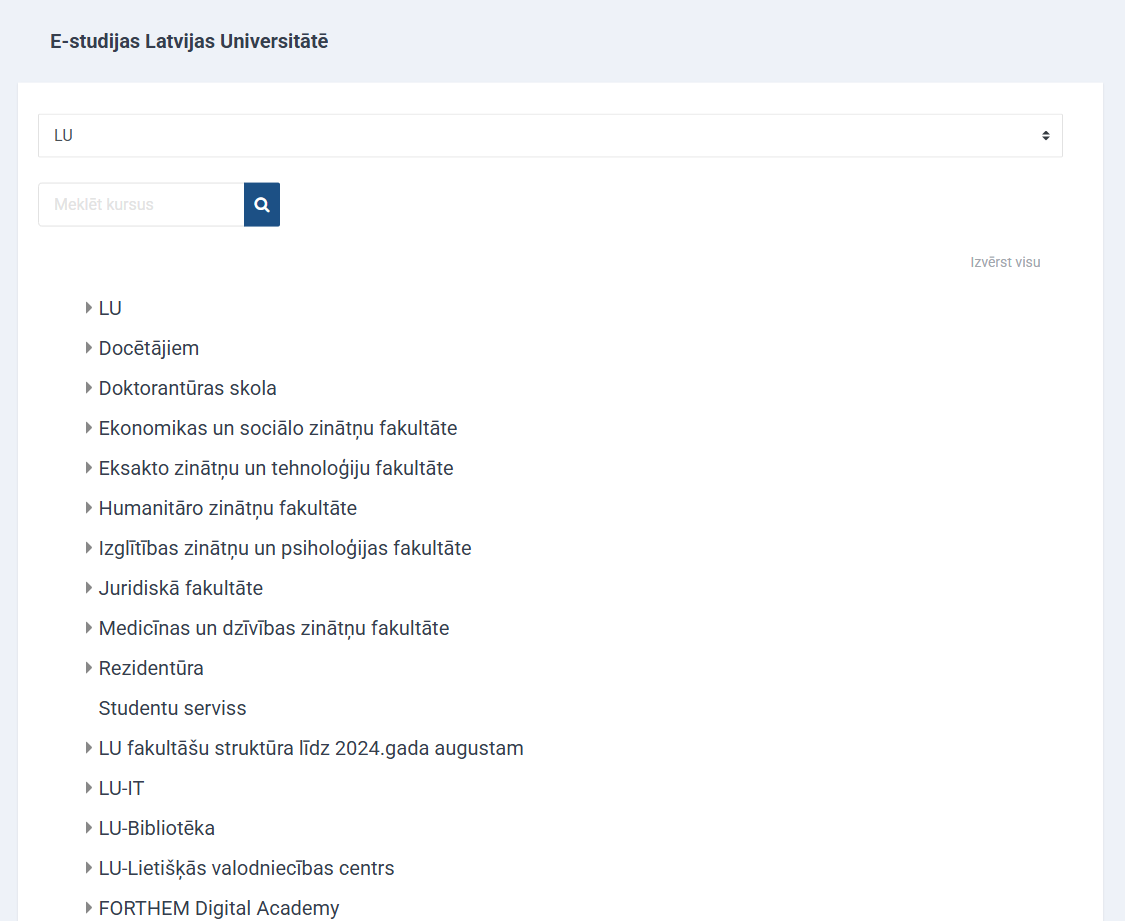 E-studijas Latvijas Universitātē
LU
Meklēt kursus
Izvērst visu
LU
Docētājiem
Doktorantūras skola
Ekonomikas un sociālo zinātņu fakultāte
Eksakto zinātņu un tehnoloģiju fakultāte
Humanitāro zinātņu fakultāte
Izglītības zinātņu un psiholoģijas fakultāte
Juridiskā fakultāte
Medicīnas un dzīvības zinātņu fakultāte
Rezidentūra
Studentu serviss
LU fakultāšu struktūra līdz 2024.gada augustam
LU-IT
LU-Bibliotēka
LU-Lietišķās valodniecības centrs
FORTHEM Digital Academy